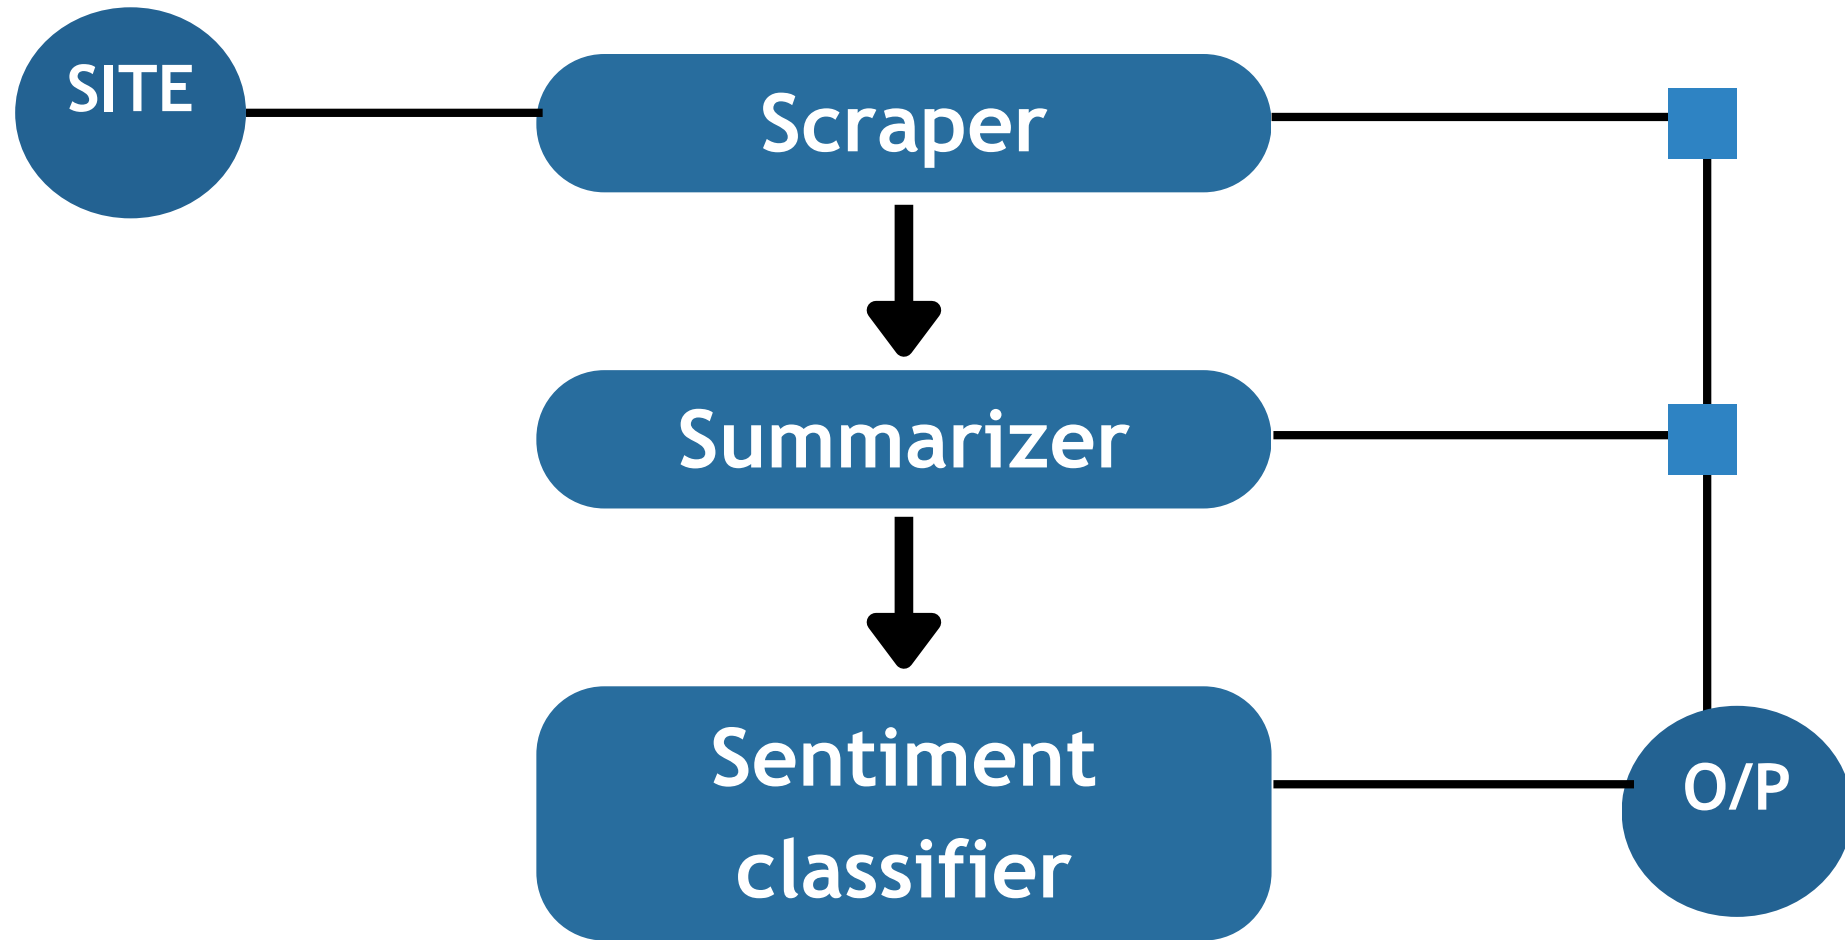 SITE
Scraper
Summarizer
Sentiment
classifier
O/P